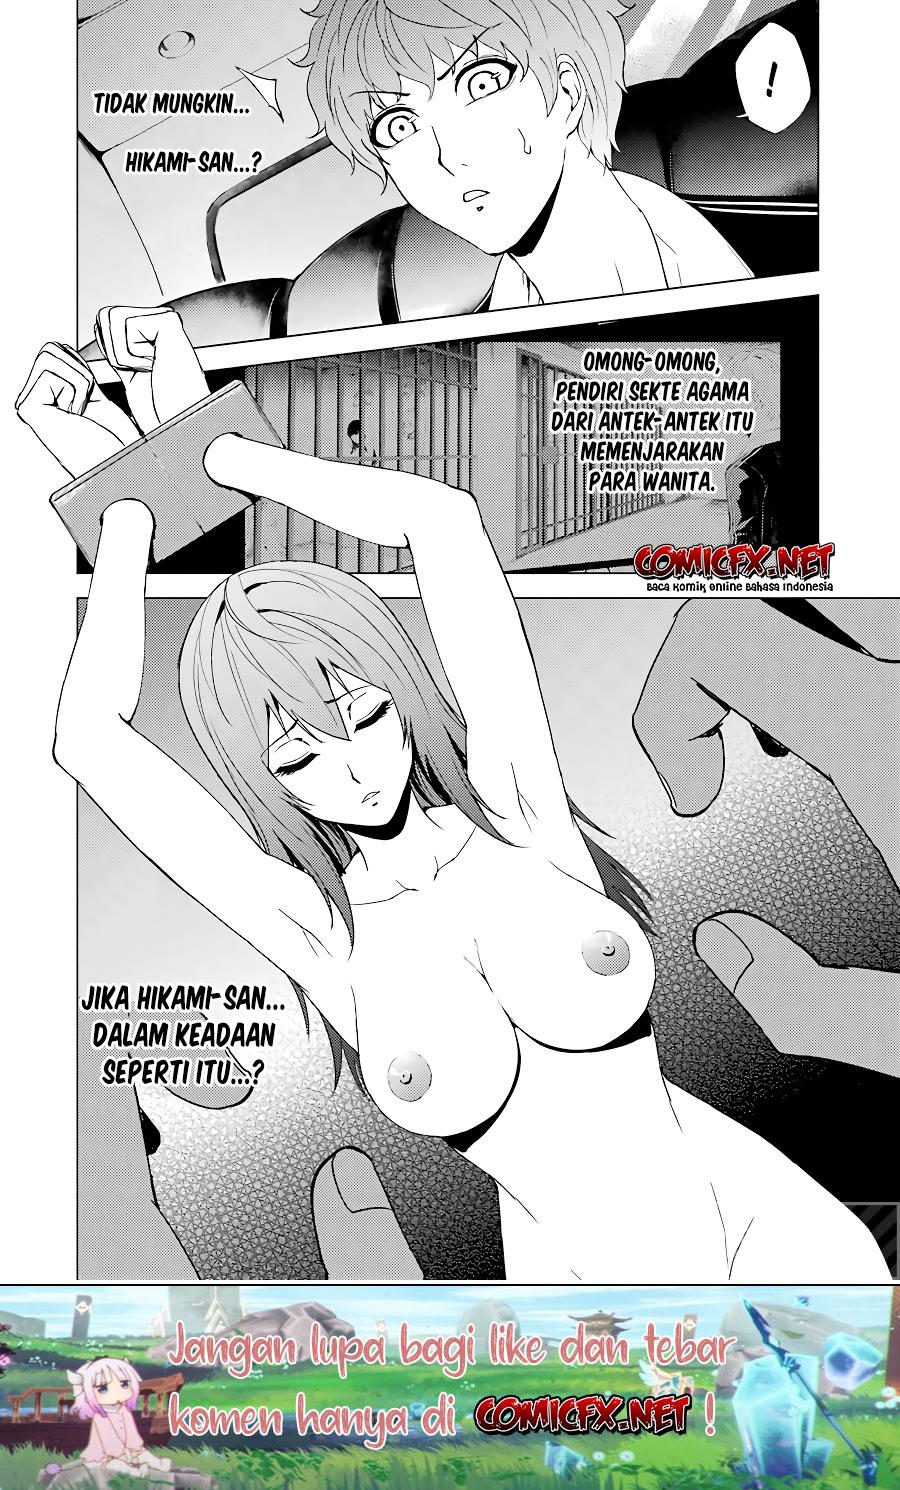 !
TIDAK MUNGKIN...
HIKAMI-SAN...?
OMONG-OMONG,
PENDIRI SEKTE AGAMA
DARI ANTEK-ANTEK ITU
MEMENJARAKAN
PARA WANITA.
COMICFX.NET
Baca Komik Online Bahasa Indonesia
JIKA HIKAMI-SAN...
DALAM KEADAAN
SEPERTI ITU...?
Jangan lupa bagi like dan tebar
komen hanya di COMICFX.NET !